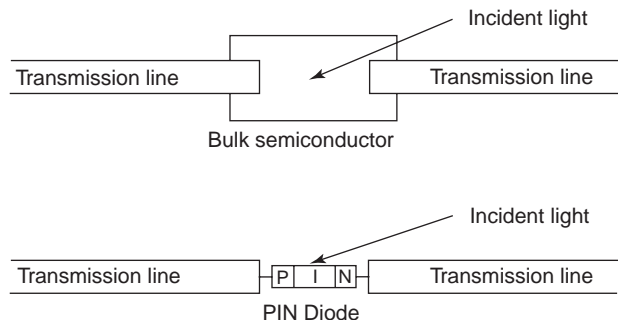 Incident light
Transmission line
Transmission line
Bulk semiconductor
Incident light
Transmission line
P I N
Transmission line
PIN Diode